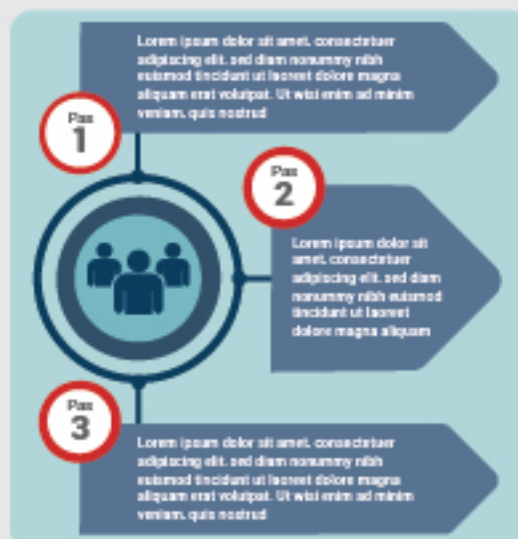 Lorem ipsum dolor sit amet, consectetuer
adipiscing elit, sed diam nonummy nibh
euismod tincidunt ut laoreet dolore magna
aliquam erat volutpat. Ut wisi enim ad minim
veniam, quis nostrud
Pas
1
Pas
2
Lorem ipsum dolor sit
amet, consectetuer
adipiscing elit, sed diam
nonummy nibh euismod
tincidunt ut laoreet
dolore magna aliquam
Pas
3
Lorem ipsum dolor sit amet, consectetuer
adipiscing elit, sed diam nonummy nibh
euismod tincidunt ut laoreet dolore magna
aliquam erat volutpat. Ut wisi enim ad minim
veniam, quis nostrud